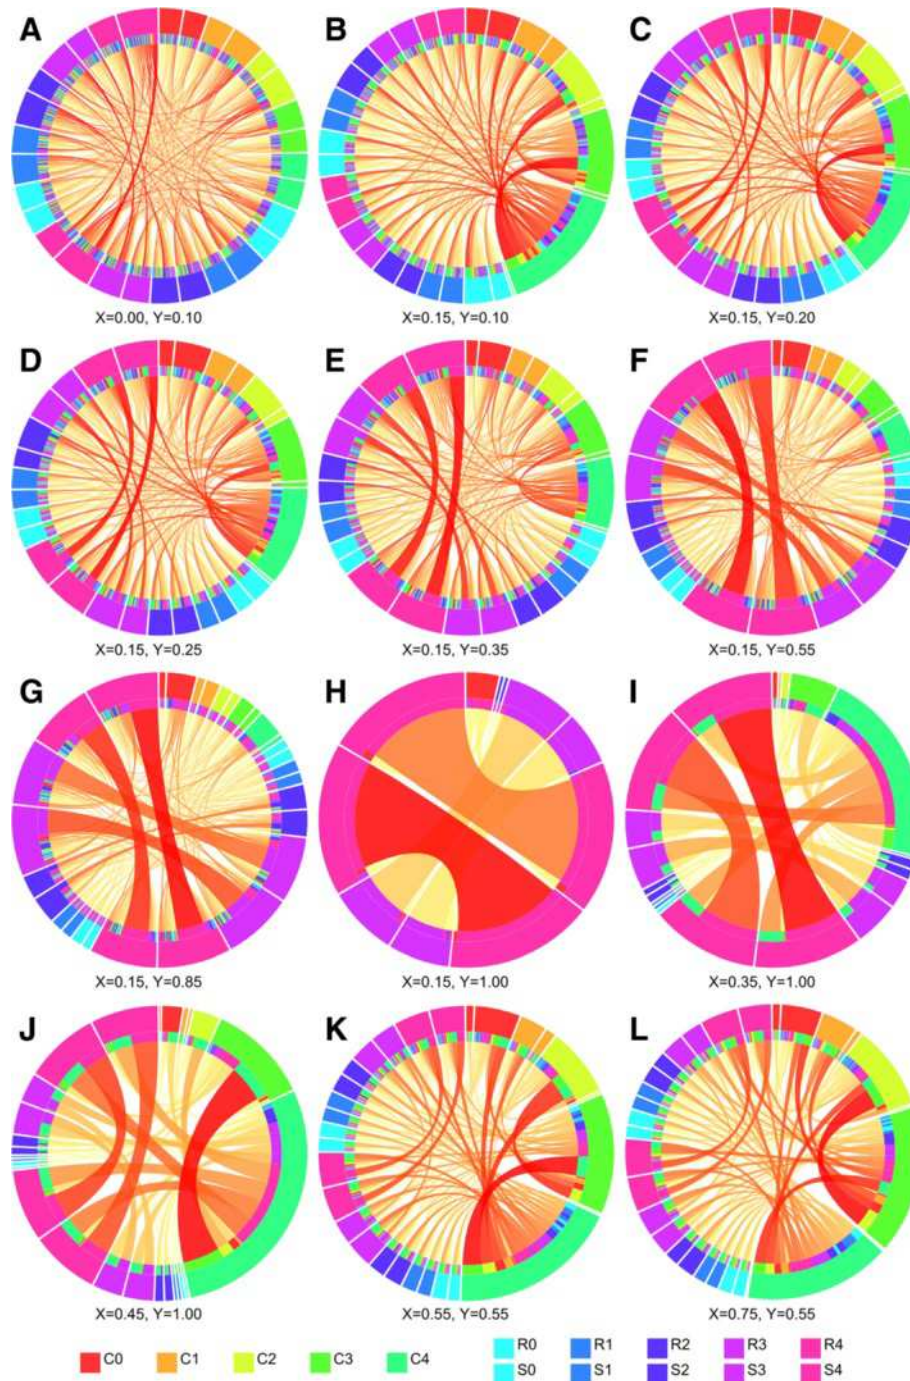 A B C
X=0.00, Y=0.10 X=0.15, Y=0.10 X=0.15, Y=0.20
D E F
X=0.15, Y=0.25 X=0.15, Y=0.35 X=0.15, Y=0.55
G H I
X=0.15, Y=0.85 X=0.15, Y=1.00 X=0.35, Y=1.00
J K L
X=0.45, Y=1.00 X=0.55, Y=0.55 X=0.75, Y=0.55
C0 C1 C2 C3 C4 R0 R1 R2 R3 R4
S0 S1 S2 S3 S4